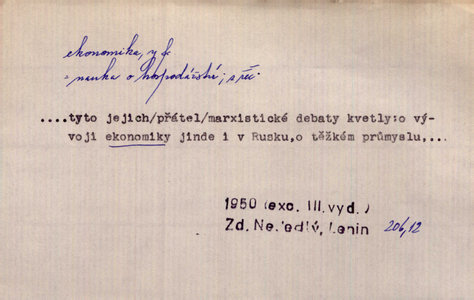 ekonomika, y f.
= nauka o hospodářství; s řeč.
....tyto jejich/přátel/marxistické debaty kvetly:o vý-
voji ekonomiky jinde i v Rusku,o těžkém průmyslu,...
1950 (exc. III.vyd.)
Zd. Nejedlý, Lenin 206,12